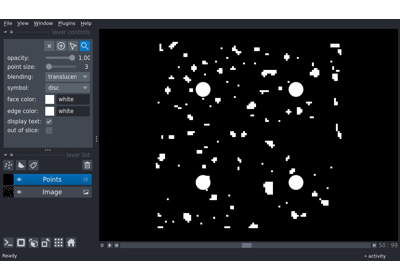 File View Window Plugins Help
layer controls
opacity: 1.00
point size: 3
blending: translucen
symbol: disc
face color: white
edge color: white
display text:
out of slice:
layer list
Points
Image
0 50 99
Ready activity